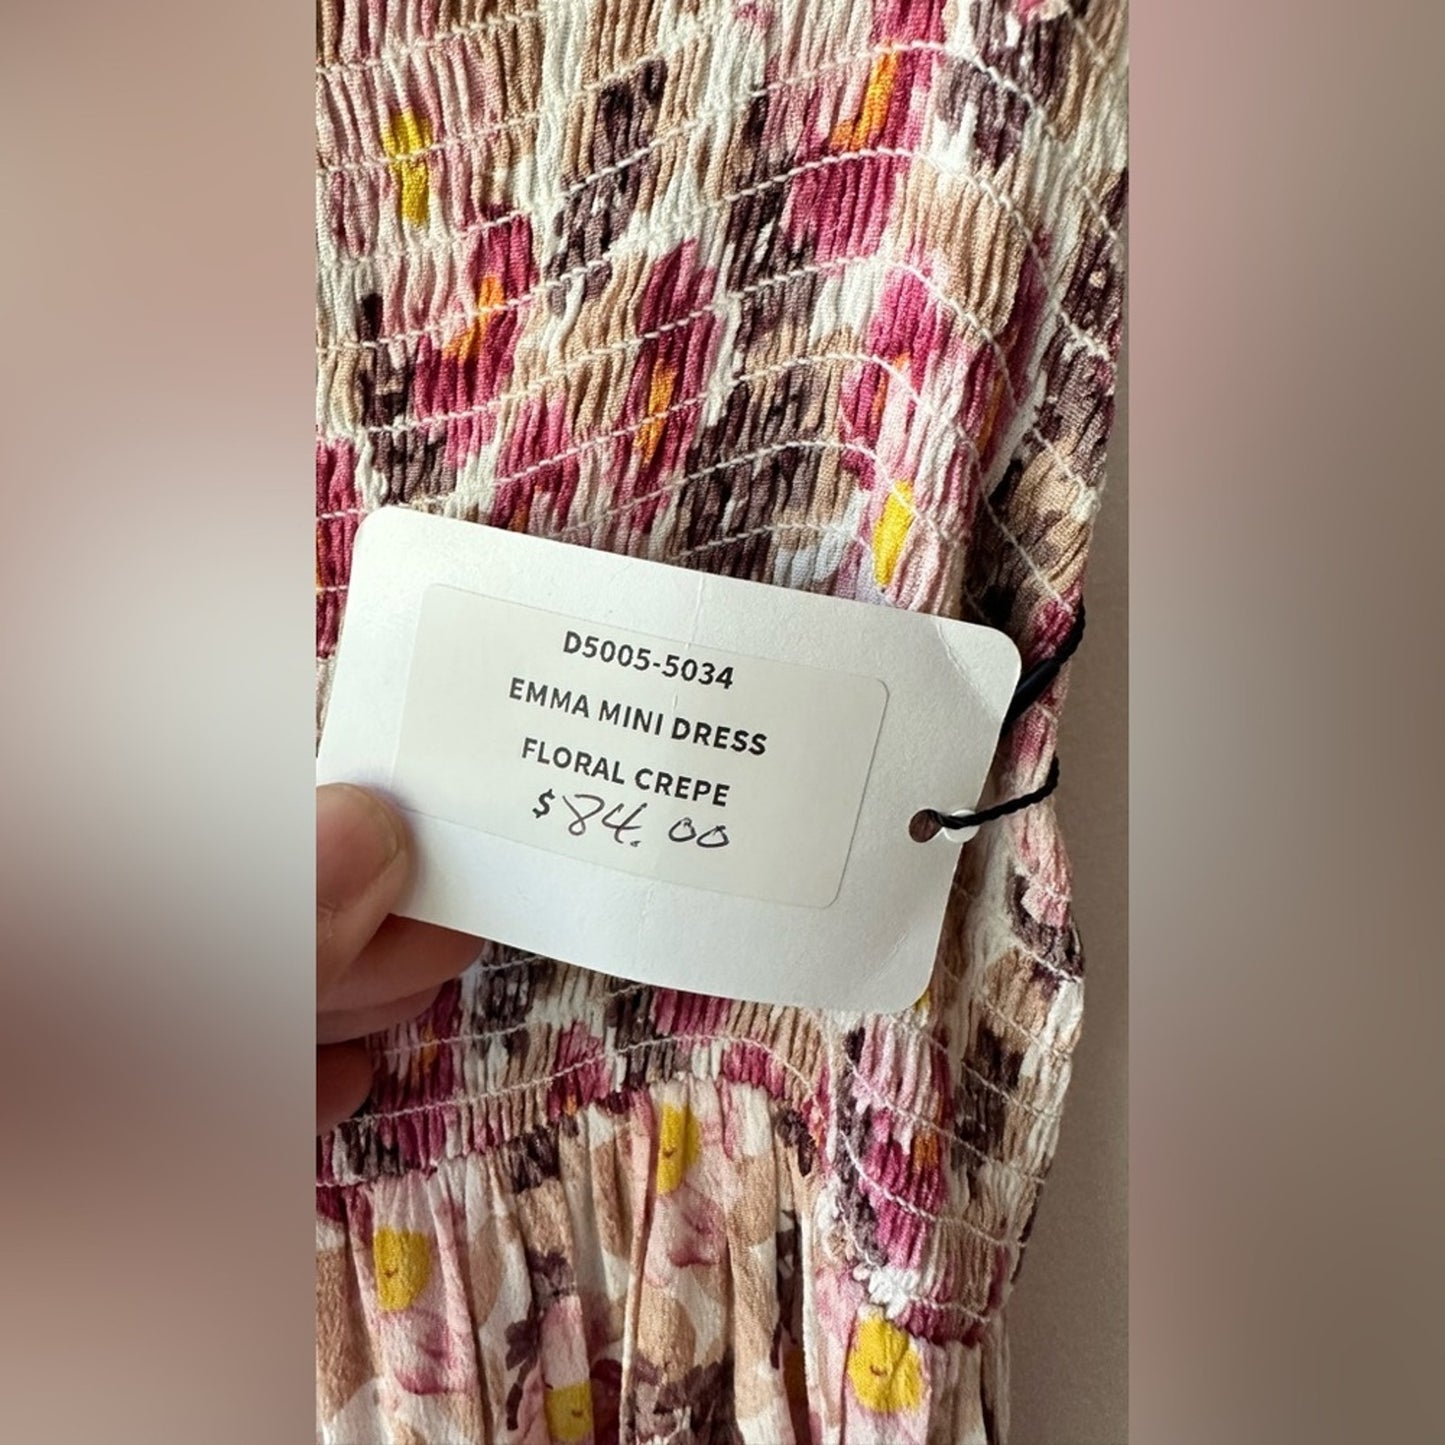 D5005-5034
EMMA MINI DRESS
FLORAL CREPE
$84.00